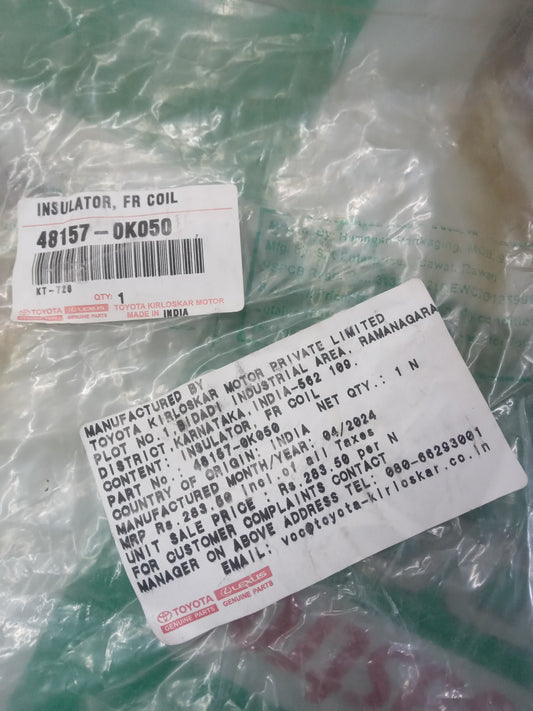 INSULATOR, FR COIL
48157-0K050
KT-726
QTY: 1
TOYOTA LEXUS TOYOTA KIRLOSKAR MOTOR
GENUINE PARTS GENUINE PARTS MADE IN INDIA
MANUFACTURED BY
TOYOTA KIRLOSKAR MOTOR PRIVATE LIMITED
PLOT NO.1 BIDADI INDUSTRIAL AREA, RAMANAGARA
DISTRICT, KARNATAKA, INDIA-562 109.
CONTENT: INSULATOR, FR COIL
PART No.: 48157-0K050 NET QTY.: 1 N
COUNTRY OF ORIGIN: INDIA
MANUFACTURED MONTH/YEAR: 04/2024
MRP Rs.283.50 incl of all Taxes
UNIT SALE PRICE : Rs.283.50 per N
FOR CUSTOMER COMPLAINTS CONTACT
MANAGER ON ABOVE ADDRESS TEL: 080-66293001
EMAIL: voc@toyota-kirloskar.co.in
TOYOTA LEXUS
GENUINE PARTS GENUINE PARTS